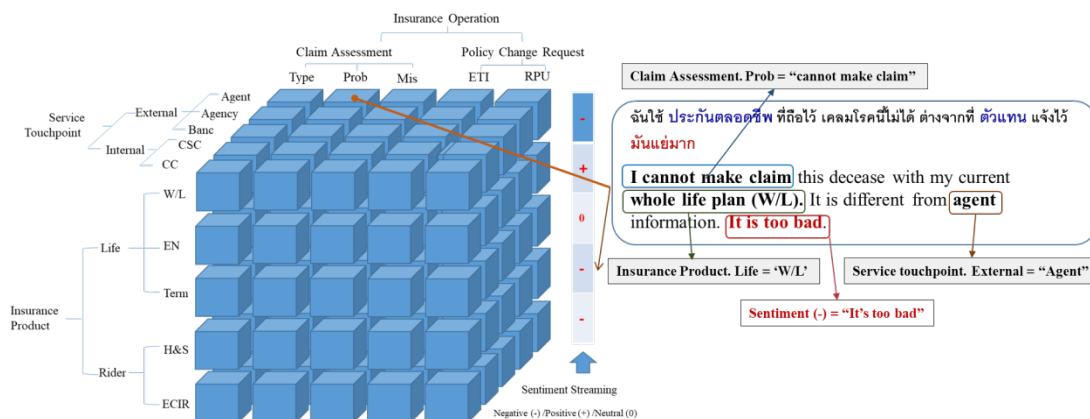 Insurance Operation
Claim Assessment
Policy Change Request
Type Prob Mis ETI RPU
Service
Touchpoint
External
Internal
Agent
Agency
Banc
CSC
CC
Insurance
Product
Life
Rider
W/L
EN
Term
H&S
ECIR
-
+
0
-
-
Sentiment Streaming
Negative (-) /Positive (+) /Neutral (0)
Claim Assessment. Prob = “cannot make claim”
ฉันใช้ ประกันตลอดชีพ ที่ถือไว้ เคลมโรคนี้ไม่ได้ ต่างจากที่ ตัวแทน แจ้งไว้
มันแย่มาก
I cannot make claim this decease with my current
whole life plan (W/L). It is different from agent
information. It is too bad.
Insurance Product. Life = ‘W/L’
Service touchpoint. External = “Agent”
Sentiment (-) = “It’s too bad”